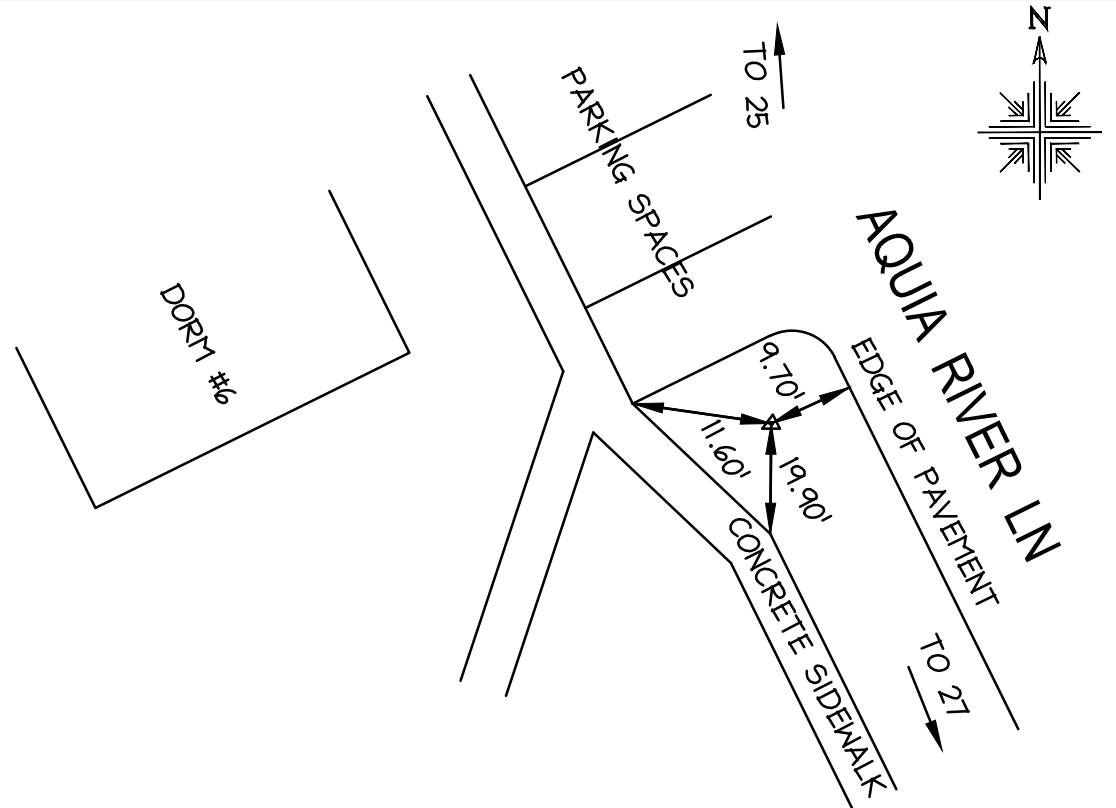 N
TO 25
PARKING SPACES
AQUIA RIVER LN
DORM #6
EDGE OF PAVEMENT
9.70'
11.60'
19.90'
CONCRETE SIDEWALK
TO 27